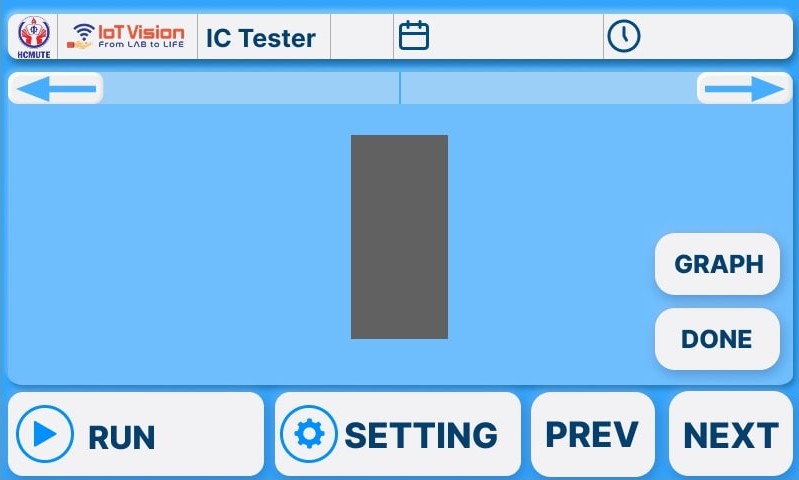 HCMUTE
IoT Vision
From LAB to LIFE
IC Tester
GRAPH
DONE
RUN
SETTING
PREV
NEXT